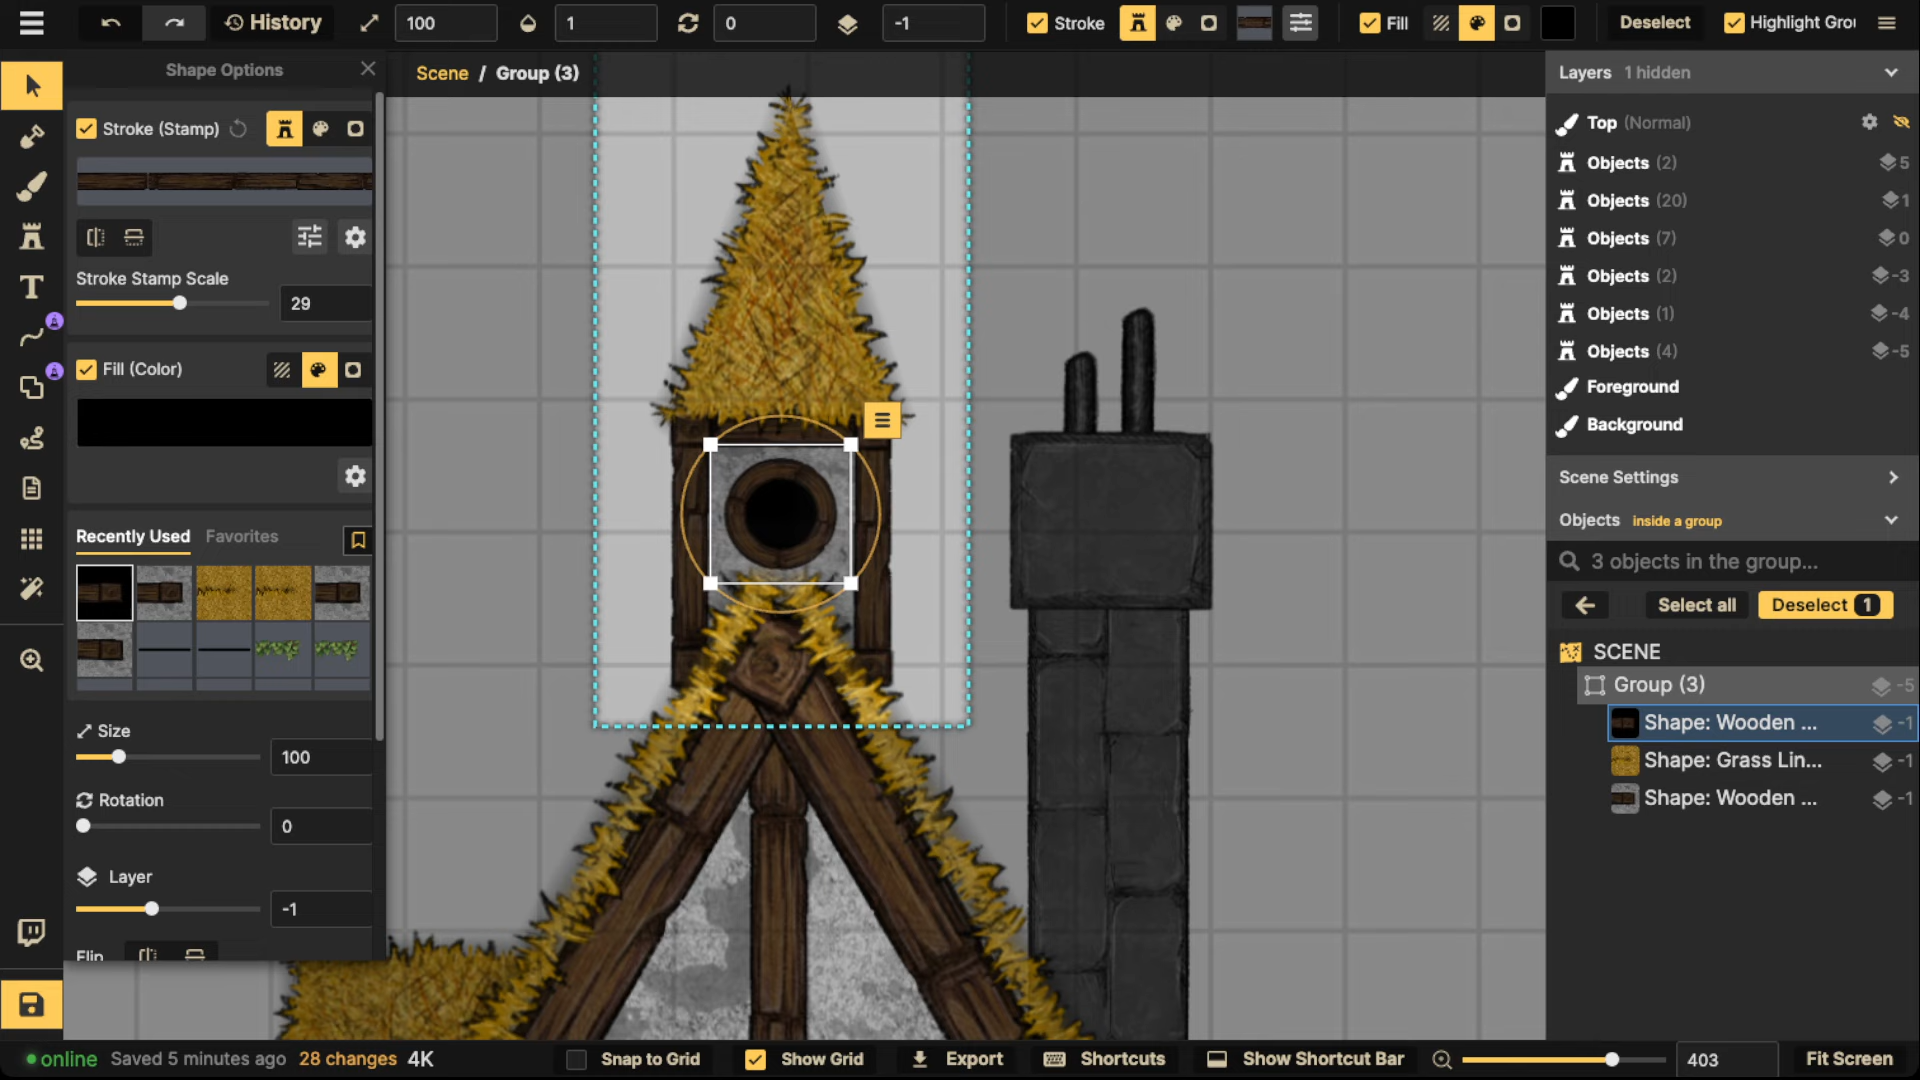 History
100
1
0
-1
Stroke
Fill
Deselect
Highlight Gro
Shape Options
Scene / Group (3)
Stroke (Stamp)
Stroke Stamp Scale
29
Fill (Color)
Recently Used
Favorites
Size
100
Rotation
0
Layer
-1
Flip
T
Layers 1 hidden
Top (Normal)
Objects (2) 5
Objects (20) 1
Objects (7) 0
Objects (2) -3
Objects (1) -4
Objects (4) -5
Foreground
Background
Scene Settings
Objects inside a group
3 objects in the group...
Select all
Deselect 1
SCENE
Group (3) -5
Shape: Wooden ... -1
Shape: Grass Lin... -1
Shape: Wooden ... -1
online Saved 5 minutes ago 28 changes 4K
Snap to Grid
Show Grid
Export
Shortcuts
Show Shortcut Bar
403
Fit Screen